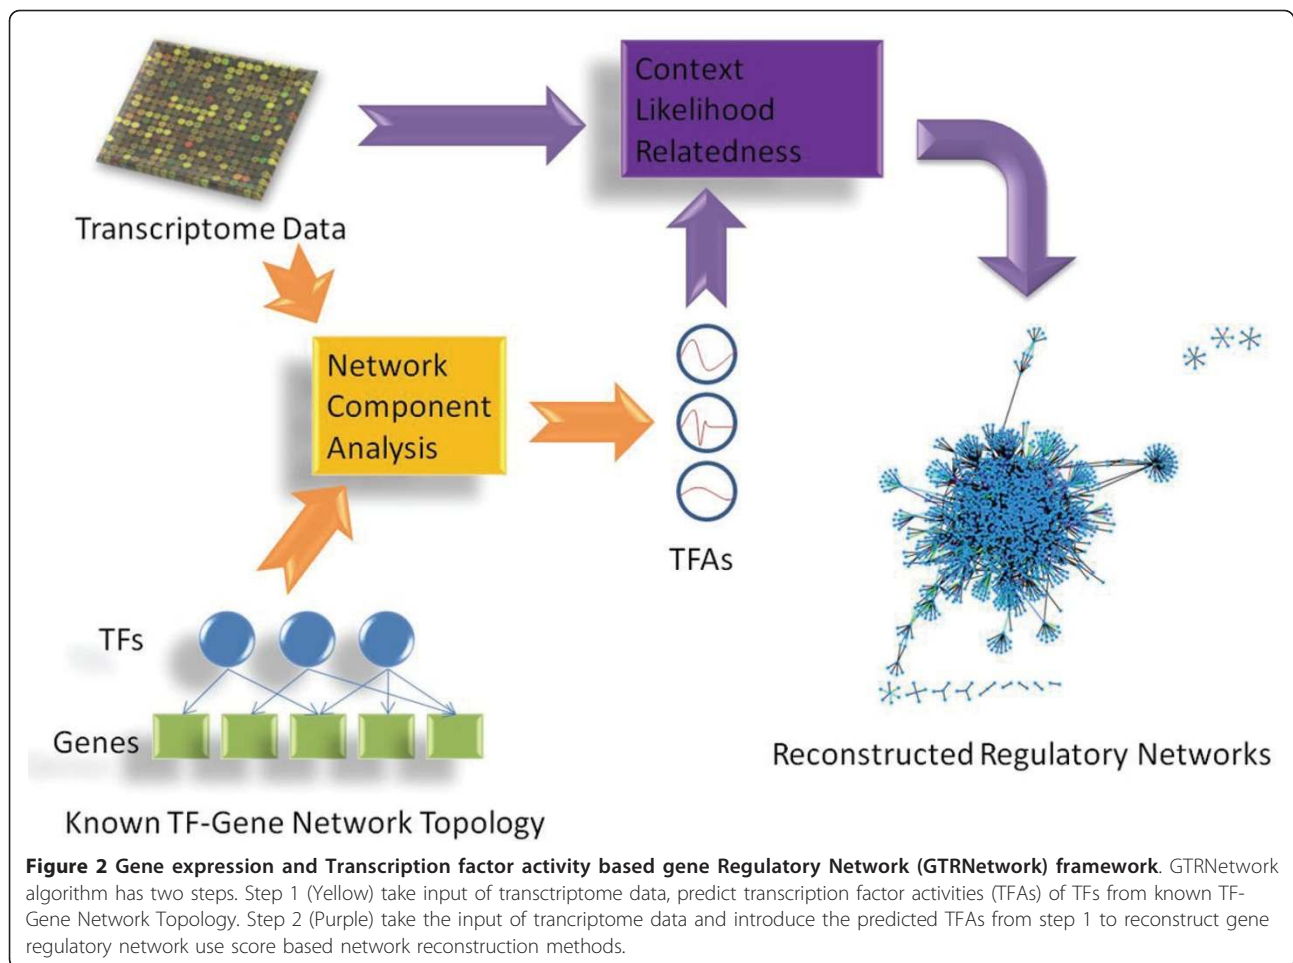 Context
Likelihood
Relatedness
Transcriptome Data
Network
Component
Analysis
TFAs
TFs
Genes
Reconstructed Regulatory Networks
Known TF-Gene Network Topology
Figure 2 Gene expression and Transcription factor activity based gene Regulatory Network (GTRNetwork) framework. GTRNetwork
algorithm has two steps. Step 1 (Yellow) take input of transctriptome data, predict transcription factor activities (TFAs) of TFs from known TF-
Gene Network Topology. Step 2 (Purple) take the input of trancriptome data and introduce the predicted TFAs from step 1 to reconstruct gene
regulatory network use score based network reconstruction methods.